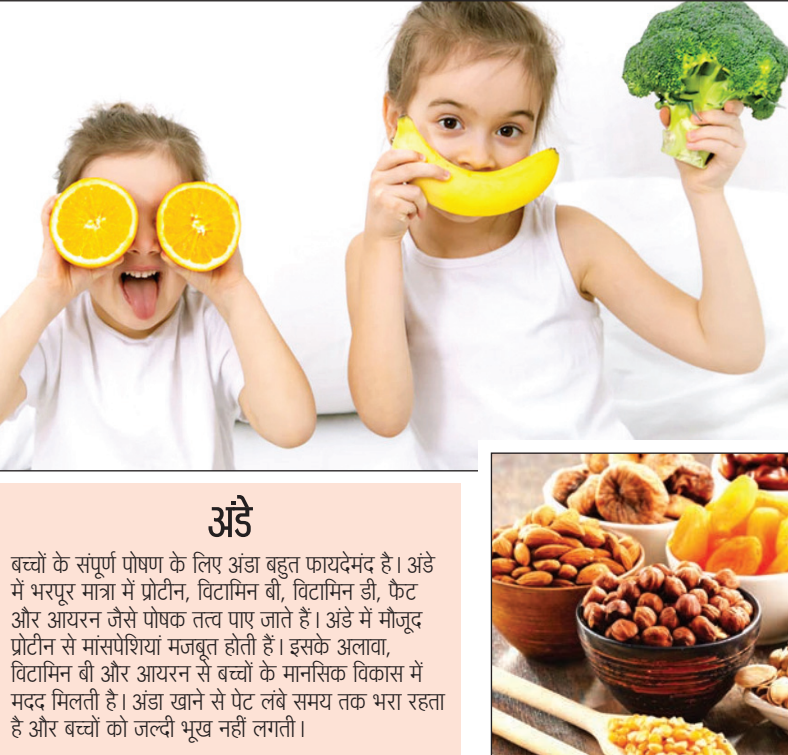 अंडे
बच्चों के संपूर्ण पोषण के लिए अंडा बहुत फायदेमंद है। अंडे
में भरपूर मात्रा में प्रोटीन, विटामिन बी, विटामिन डी, फैट
और आयरन जैसे पोषक तत्व पाए जाते हैं। अंडे में मौजूद
प्रोटीन से मांसपेशियां मजबूत होती हैं। इसके अलावा,
विटामिन बी और आयरन से बच्चों के मानसिक विकास में
मदद मिलती है। अंडा खाने से पेट लंबे समय तक भरा रहता
है और बच्चों को जल्दी भूख नहीं लगती।